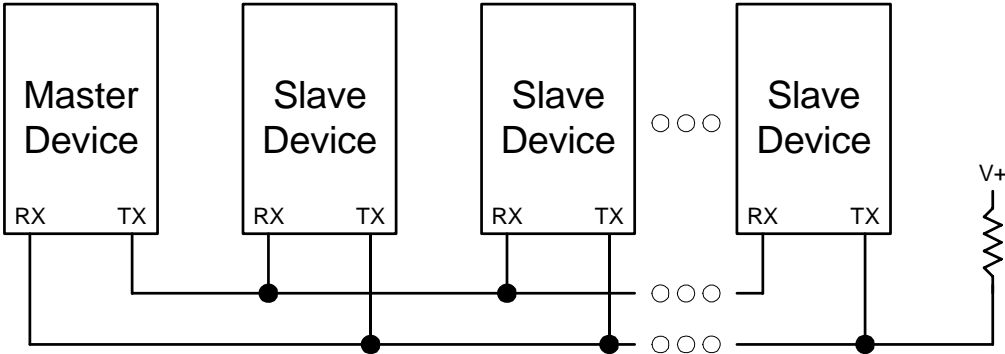 Master
Device
Slave
Device
Slave
Device
Slave
Device
RX TX
RX TX
RX TX
RX TX
V+